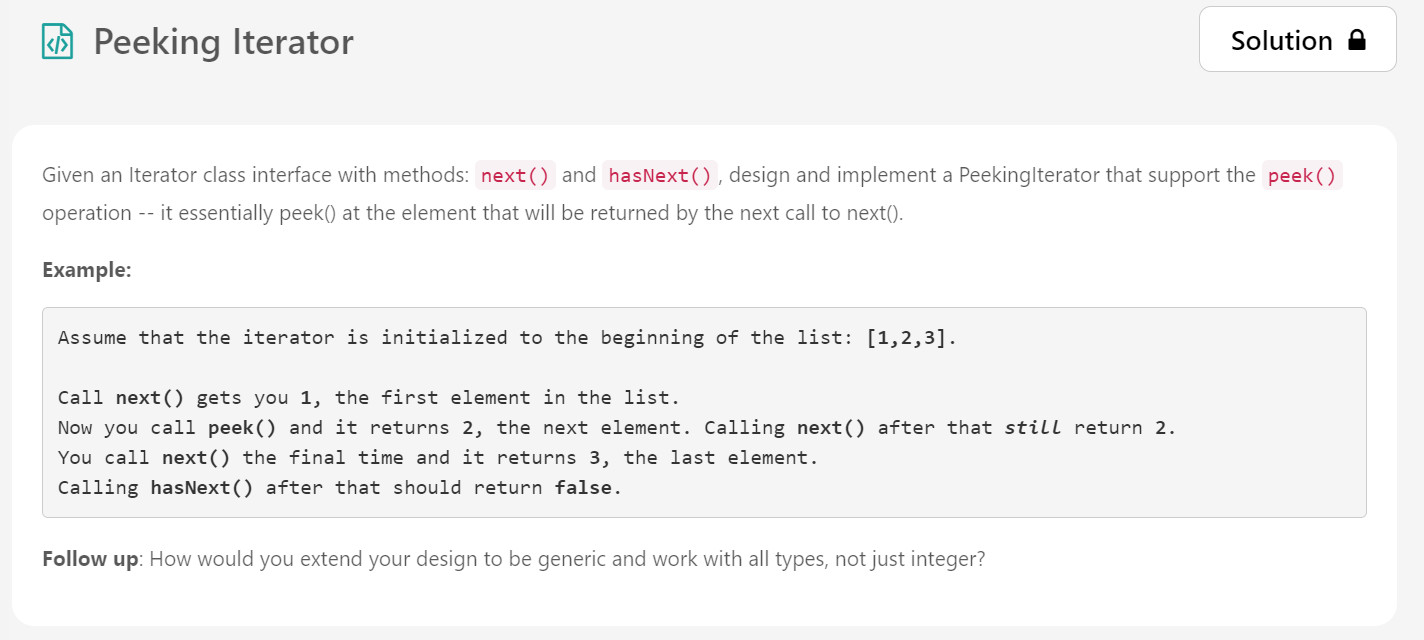 Peeking Iterator
Solution
Given an Iterator class interface with methods: next() and hasNext(), design and implement a PeekingIterator that support the peek()
operation -- it essentially peek() at the element that will be returned by the next call to next().
Example:
Assume that the iterator is initialized to the beginning of the list: [1,2,3].
Call next() gets you 1, the first element in the list.
Now you call peek() and it returns 2, the next element. Calling next() after that still return 2.
You call next() the final time and it returns 3, the last element.
Calling hasNext() after that should return false.
Follow up: How would you extend your design to be generic and work with all types, not just integer?